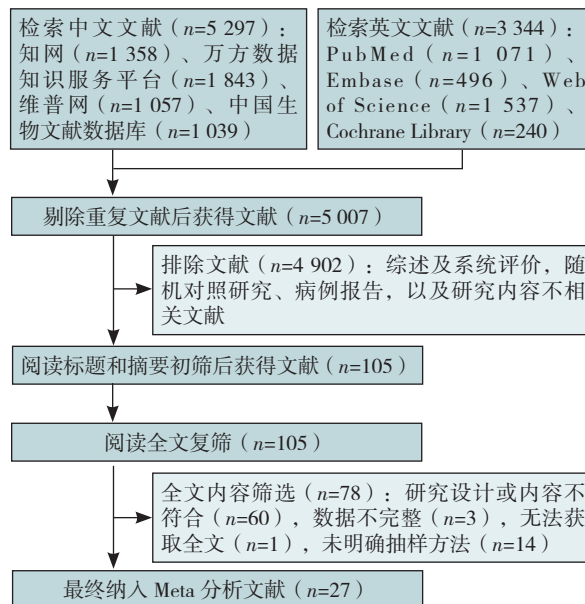 检索中文文献（n=5 297）：
知网（n=1 358）、万方数据
知识服务平台（n=1 843）、
维普网（n=1 057）、中国生
物文献数据库（n=1 039）
检索英文文献（n=3 344）：
PubMed（n=1 071）、
Embase（n=496）、Web
of Science（n=1 537）、
Cochrane Library（n=240）
剔除重复文献后获得文献（n=5 007）
排除文献（n=4 902）：综述及系统评价，随
机对照研究、病例报告，以及研究内容不相
关文献
阅读标题和摘要初筛后获得文献（n=105）
阅读全文复筛（n=105）
全文内容筛选（n=78）：研究设计或内容不
符合（n=60），数据不完整（n=3），无法获
取全文（n=1），未明确抽样方法（n=14）
最终纳入 Meta 分析文献（n=27）